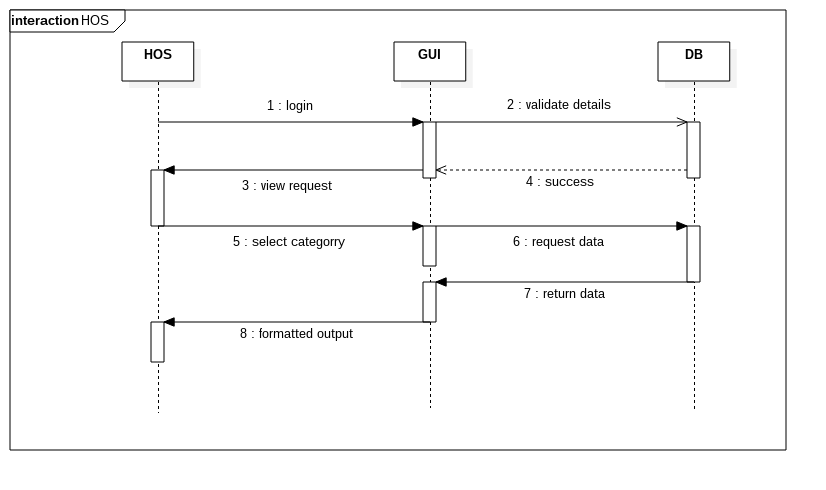 interaction HOS
HOS
GUI
DB
1 : login
2 : validate details
3 : view request
4 : success
5 : select categorry
6 : request data
7 : return data
8 : formatted output